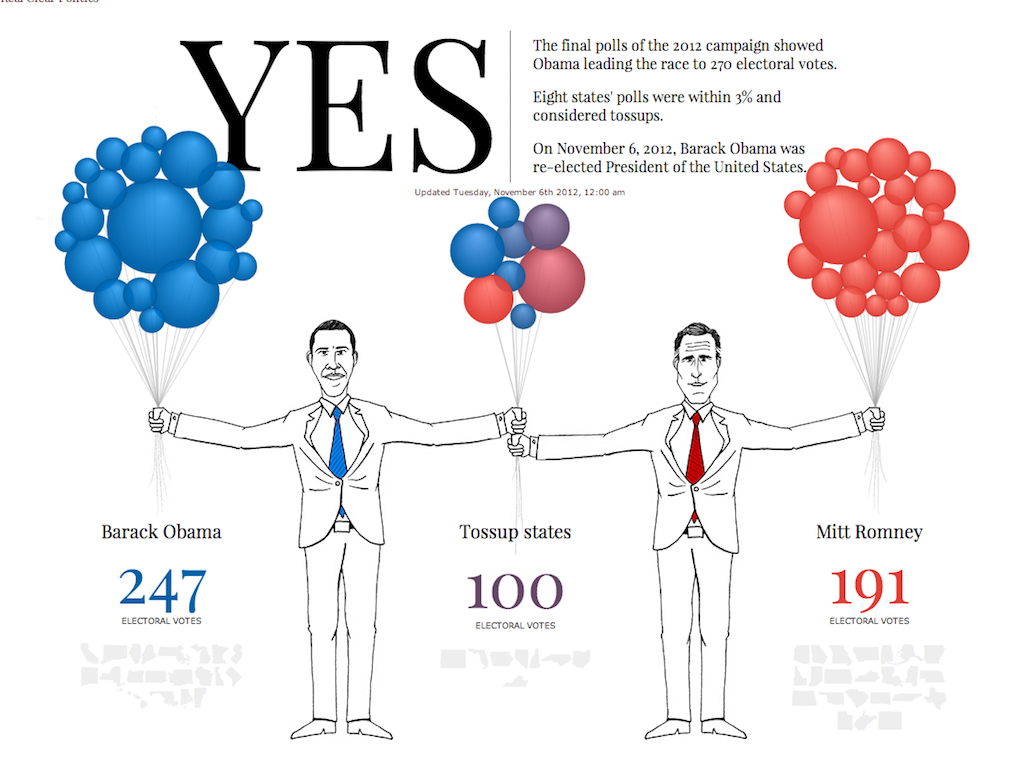 Real Clear Politics
YES
The final polls of the 2012 campaign showed
Obama leading the race to 270 electoral votes.
Eight states' polls were within 3% and
considered tossups.
On November 6, 2012, Barack Obama was
re-elected President of the United States.
Updated Tuesday, November 6th 2012, 12:00 am
Barack Obama
247
ELECTORAL VOTES
Tossup states
100
ELECTORAL VOTES
Mitt Romney
191
ELECTORAL VOTES